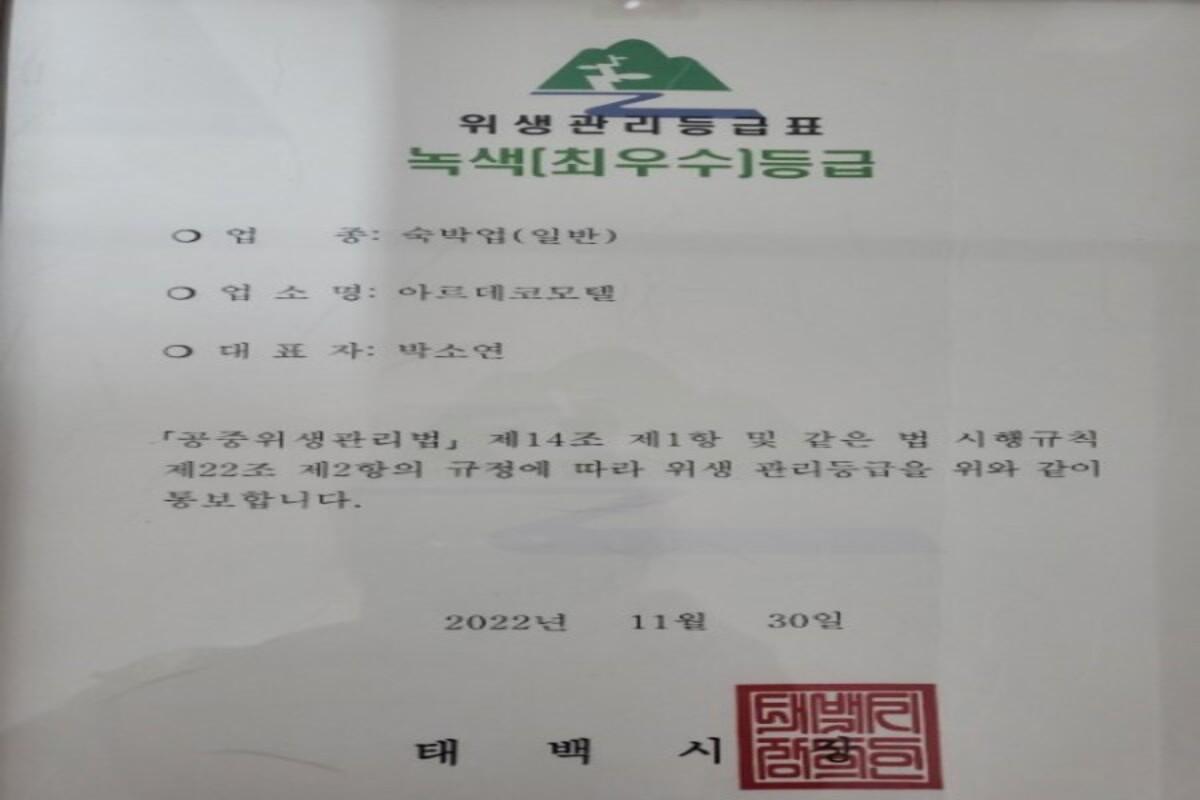 위생관리등급표
녹색(최우수)등급
○ 업 종: 숙박업(일반)
○ 업 소 명: 아르데코모텔
○ 대 표 자: 박소연
「공중위생관리법」 제14조 제1항 및 같은 법 시행규칙
제22조 제2항의 규정에 따라 위생 관리등급을 위와 같이
통보합니다.
2022년 11월 30일
태 백 시 장